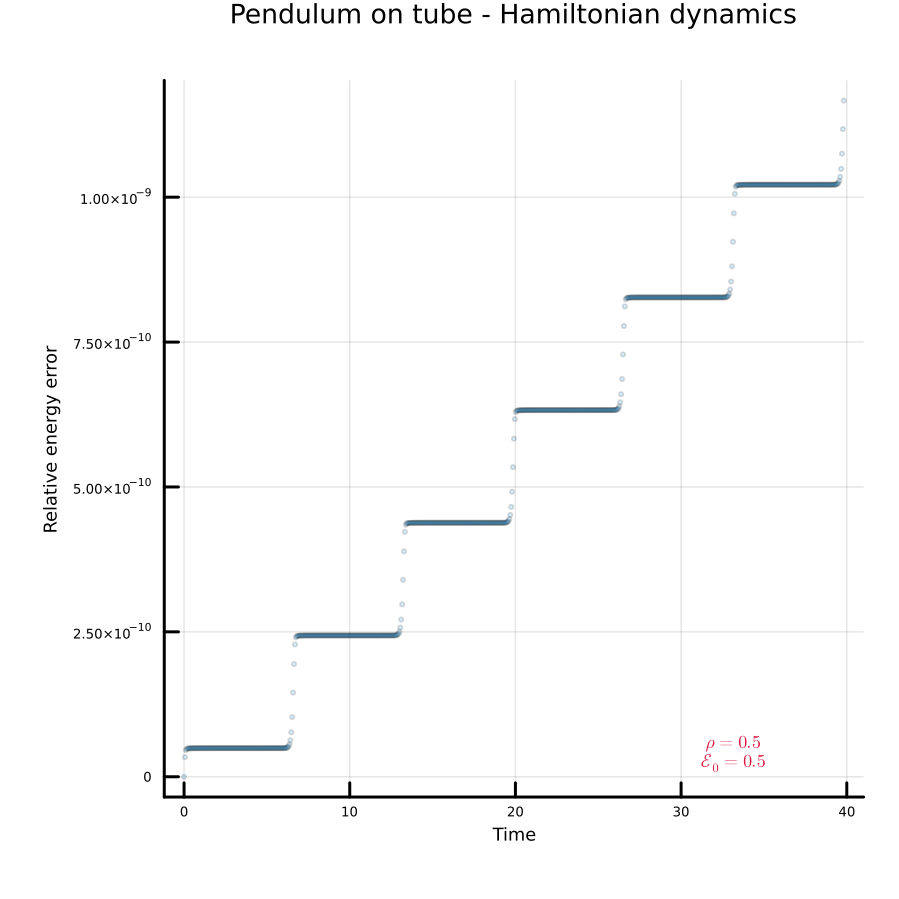 Pendulum on tube - Hamiltonian dynamics
1.00×10⁻⁹
7.50×10⁻¹⁰
5.00×10⁻¹⁰
2.50×10⁻¹⁰
0
Relative energy error
ρ = 0.5
ℰ₀ = 0.5
0 10 20 30 40
Time